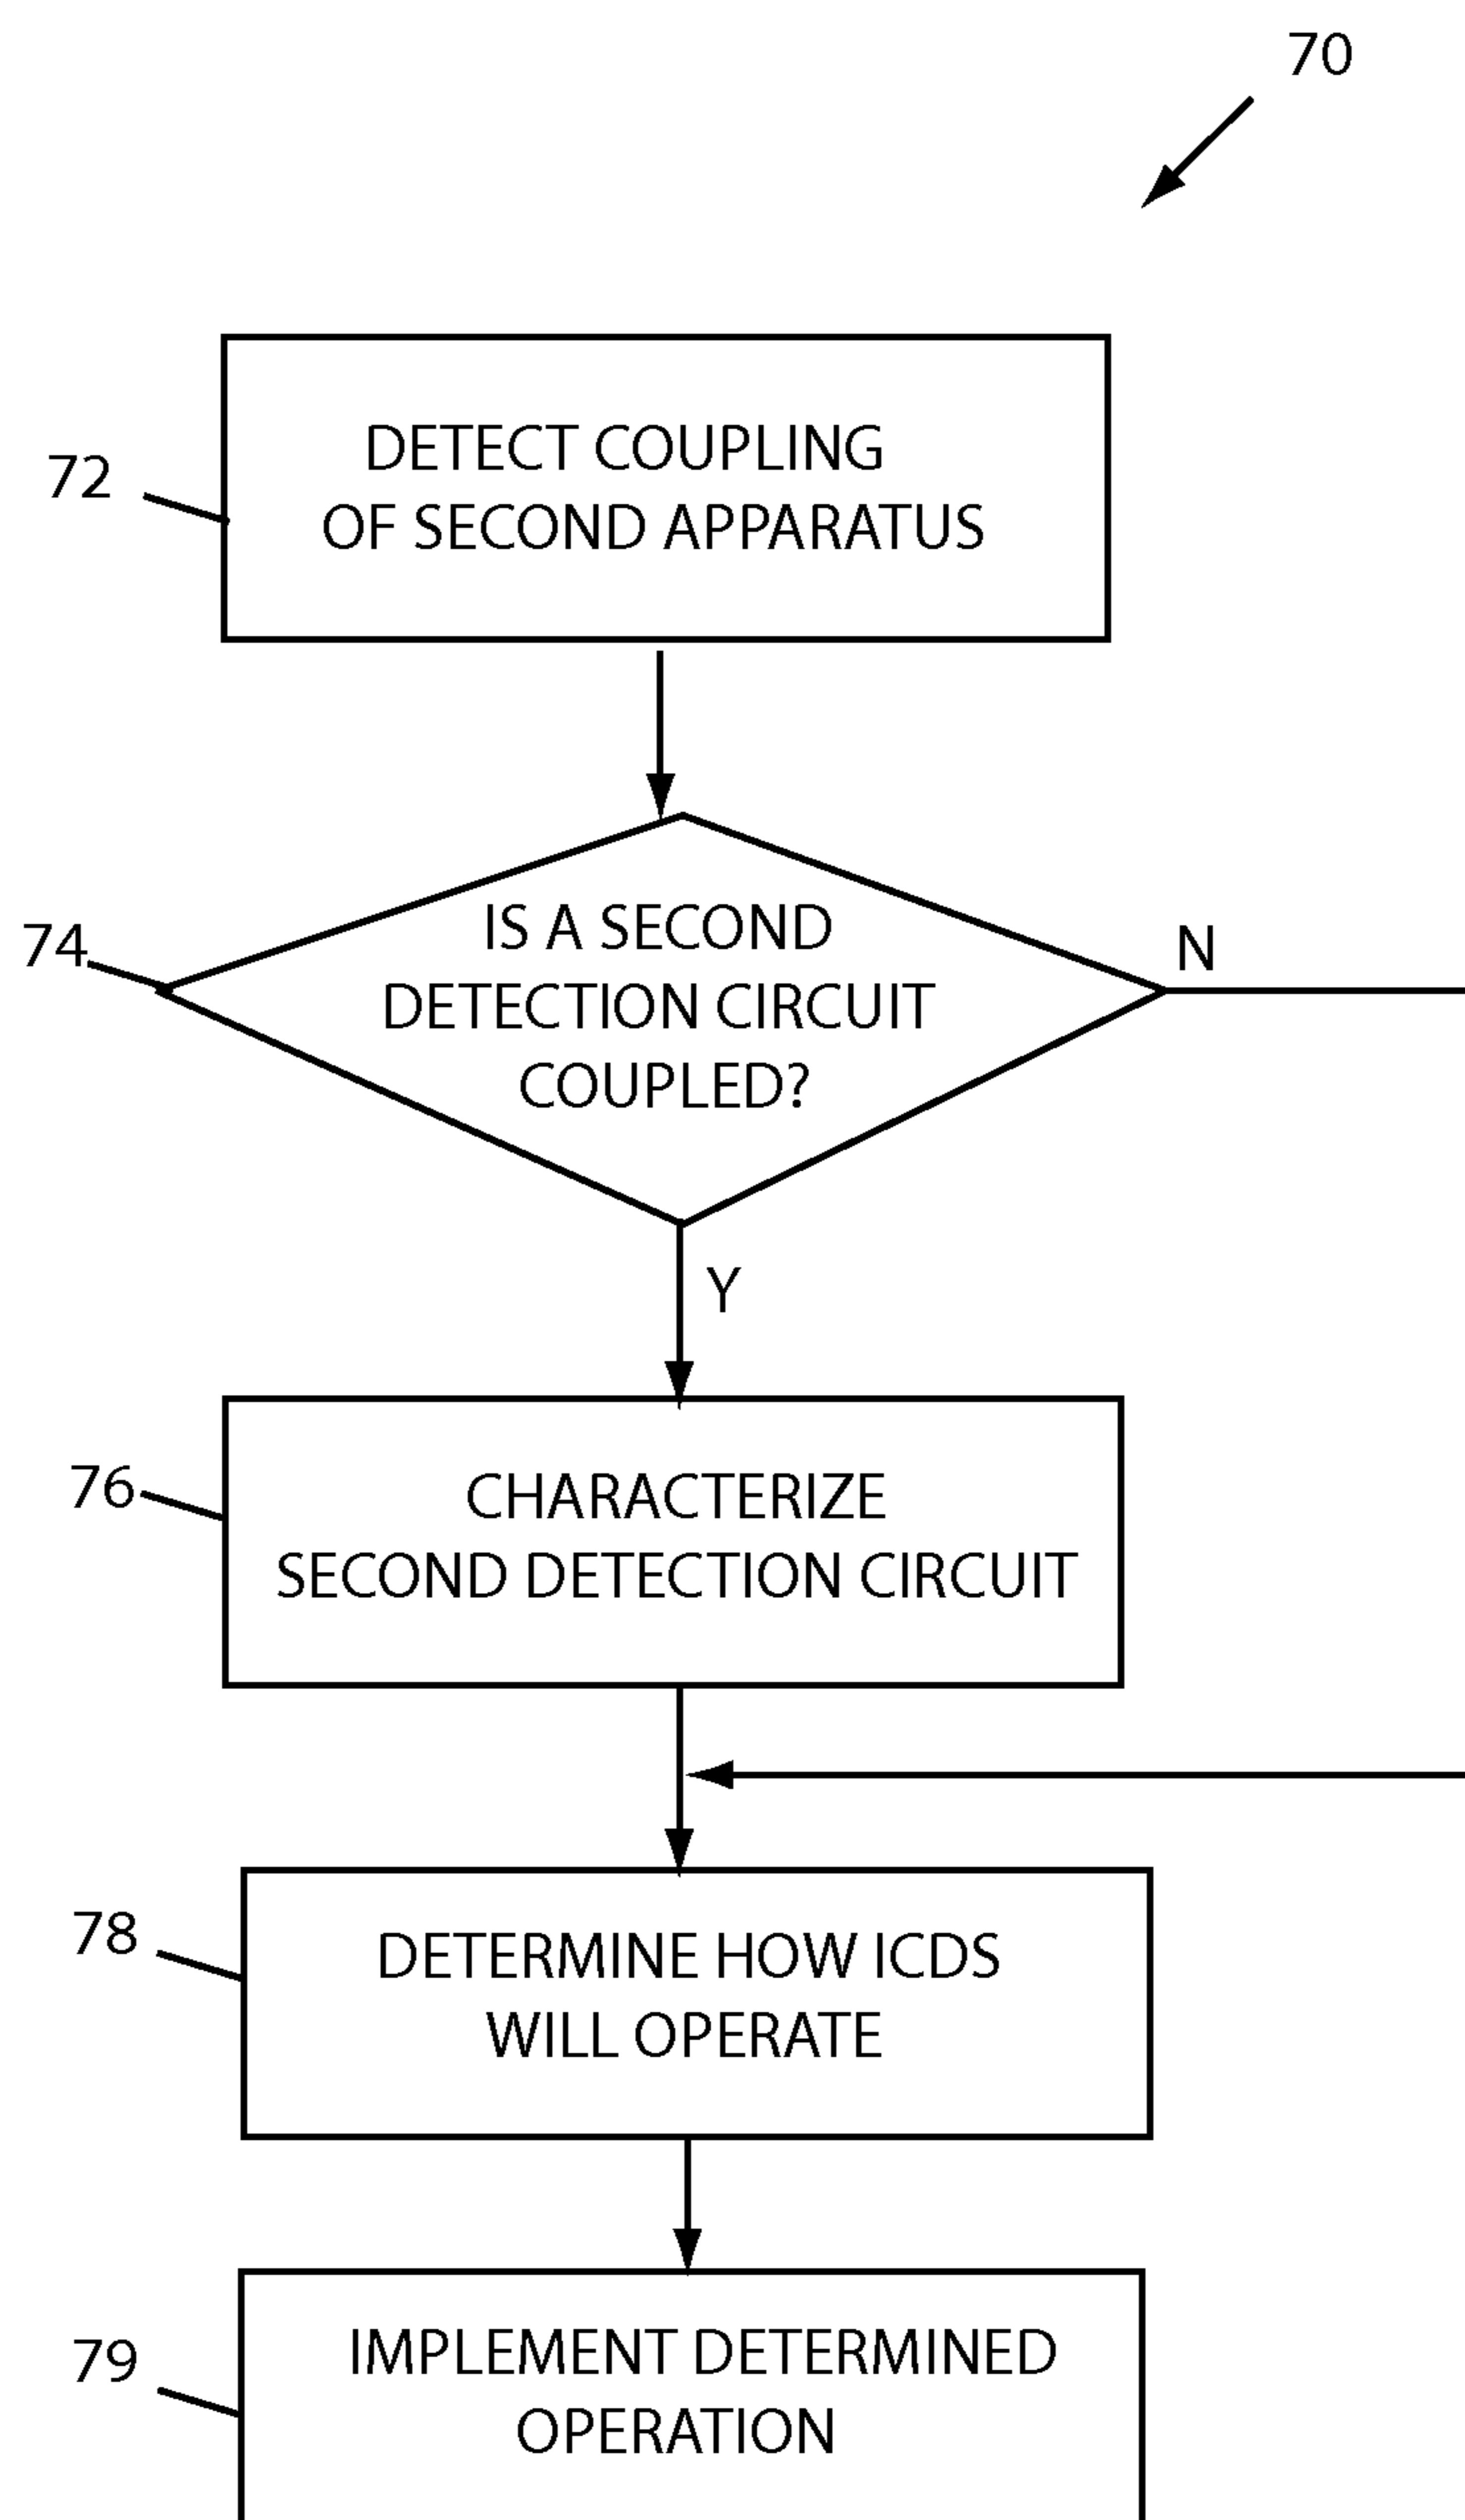 70
DETECT COUPLING
OF SECOND APPARATUS
72
IS A SECOND
DETECTION CIRCUIT
COUPLED?
74
N
Y
CHARACTERIZE
SECOND DETECTION CIRCUIT
76
DETERMINE HOW ICDS
WILL OPERATE
78
IMPLEMENT DETERMINED
OPERATION
79